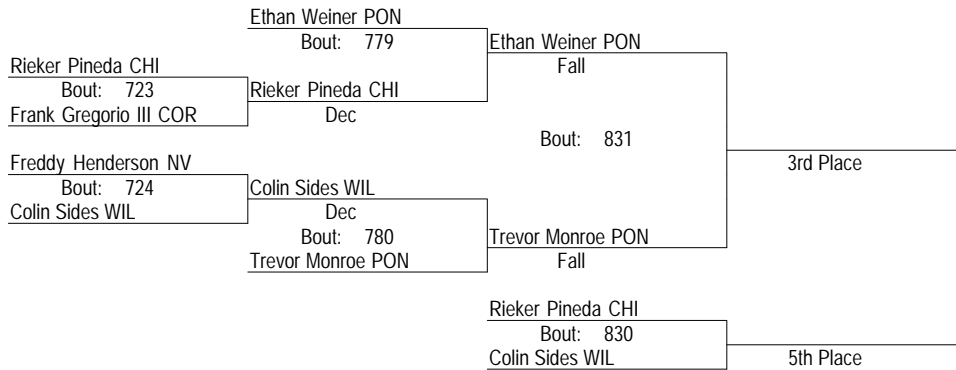 Ethan Weiner PON
Bout: 779
Ethan Weiner PON
Fall
Rieker Pineda CHI
Bout: 723
Rieker Pineda CHI
Frank Gregorio III COR
Dec
Bout: 831
3rd Place
Freddy Henderson NV
Bout: 724
Colin Sides WIL
Colin Sides WIL
Dec
Bout: 780
Trevor Monroe PON
Trevor Monroe PON
Fall
Rieker Pineda CHI
Bout: 830
Colin Sides WIL
5th Place